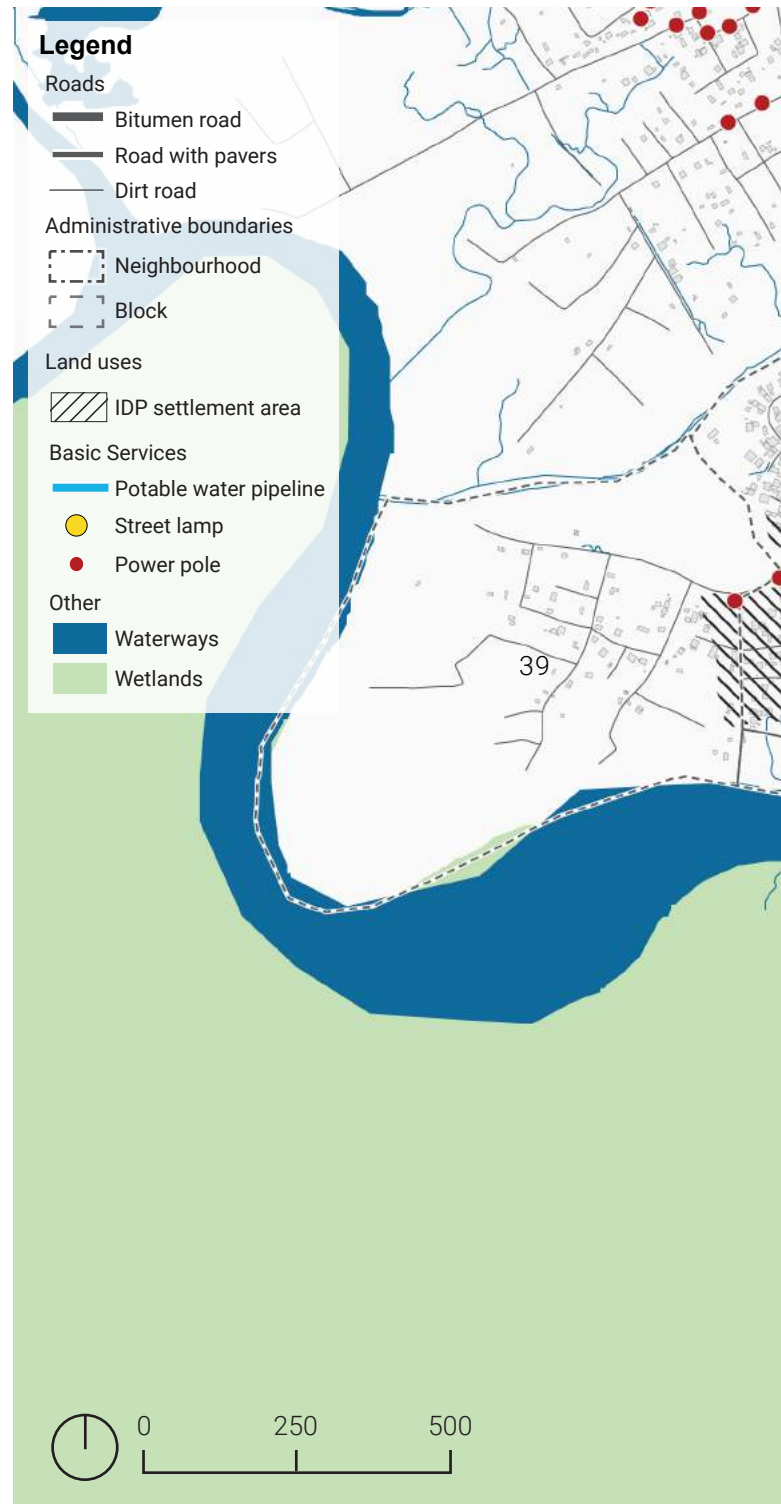 Legend
Roads
Bitumen road
Road with pavers
Dirt road
Administrative boundaries
Neighbourhood
Block
Land uses
IDP settlement area
Basic Services
Potable water pipeline
Street lamp
Power pole
Other
Waterways
Wetlands
39
0 250 500